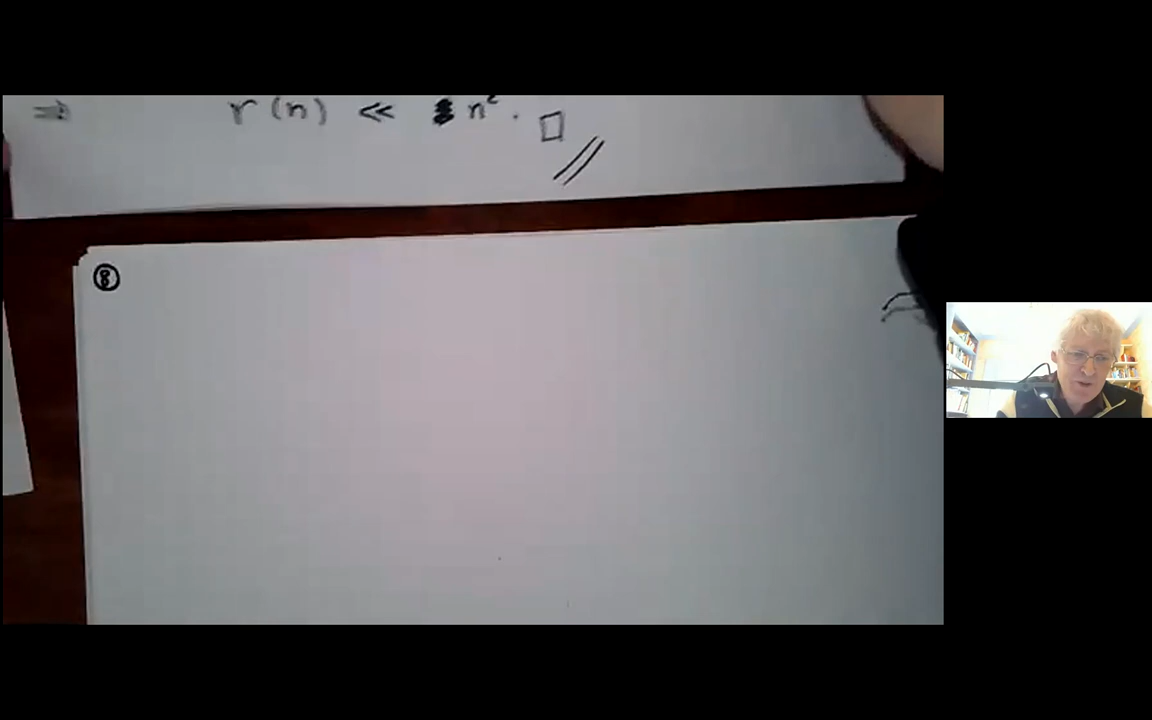 ⇒ r(n) ≪ n². □
⑧